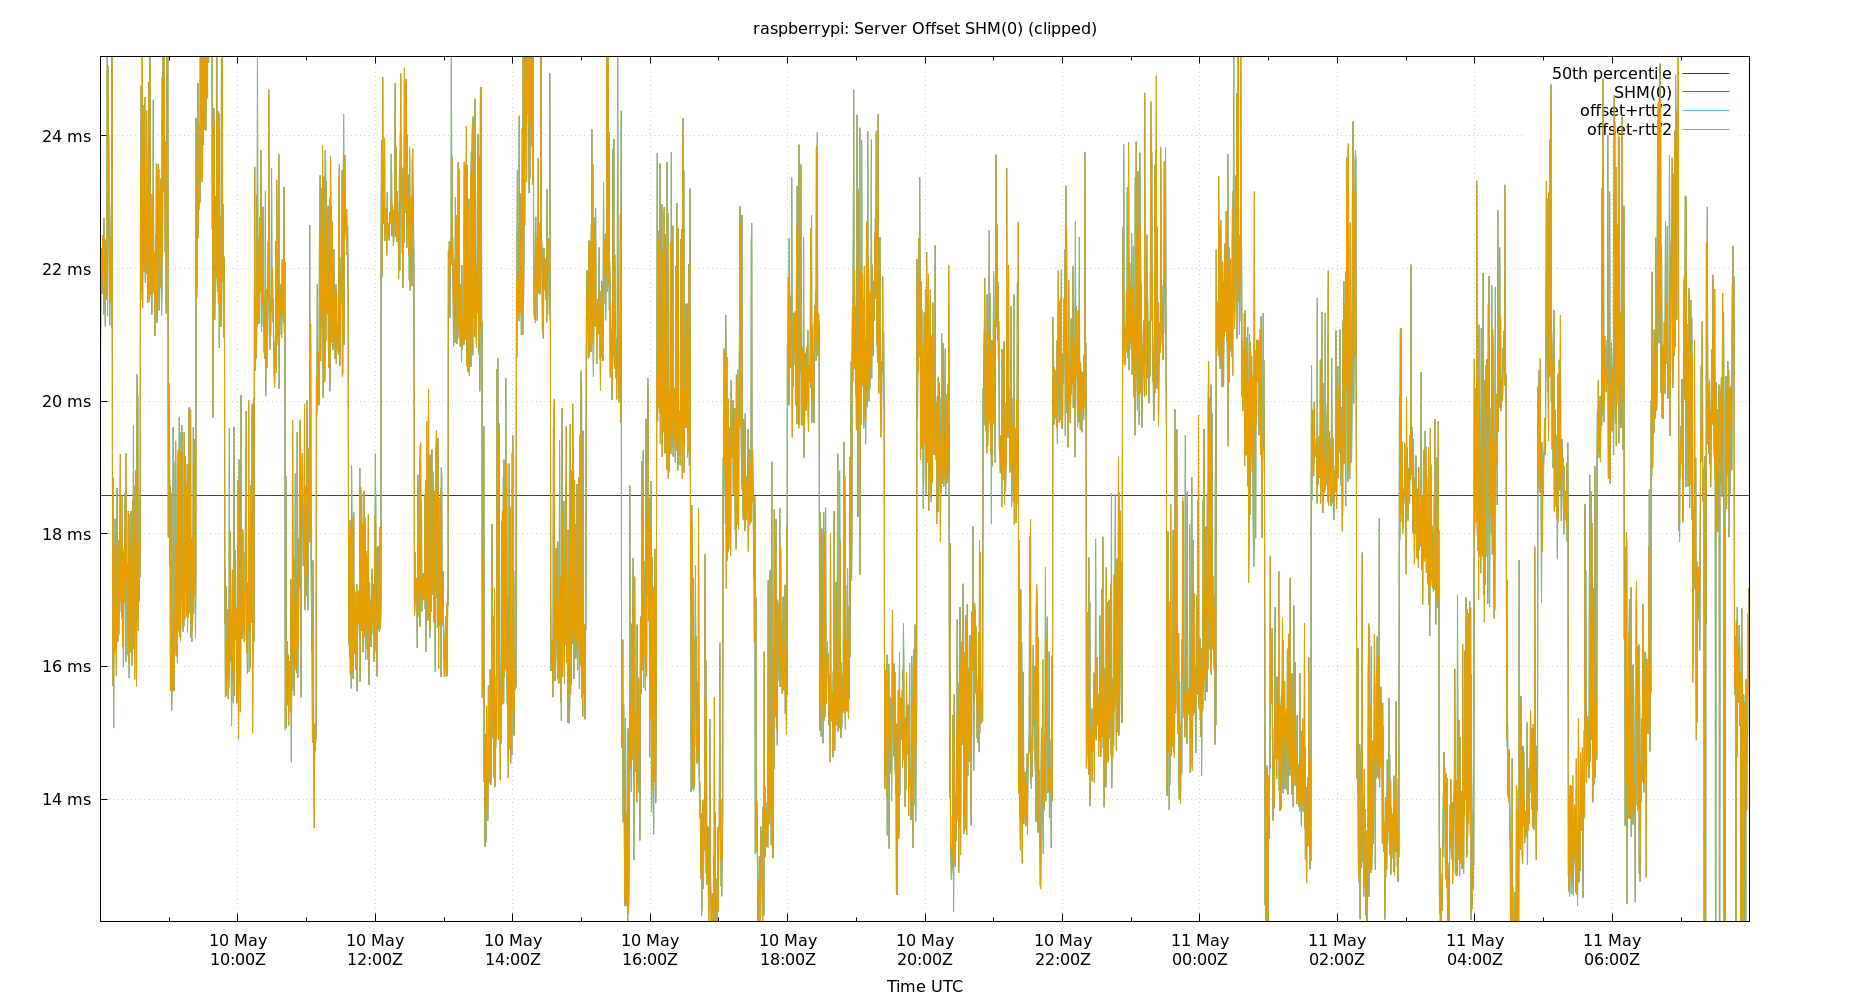 raspberrypi: Server Offset SHM(0) (clipped)
50th percentile
SHM(0)
offset+rtt/2
offset-rtt/2
24 ms
22 ms
20 ms
18 ms
16 ms
14 ms
10 May 10 May 10 May 10 May 10 May 10 May 10 May 11 May 11 May 11 May 11 May
10:00Z 12:00Z 14:00Z 16:00Z 18:00Z 20:00Z 22:00Z 00:00Z 02:00Z 04:00Z 06:00Z
Time UTC